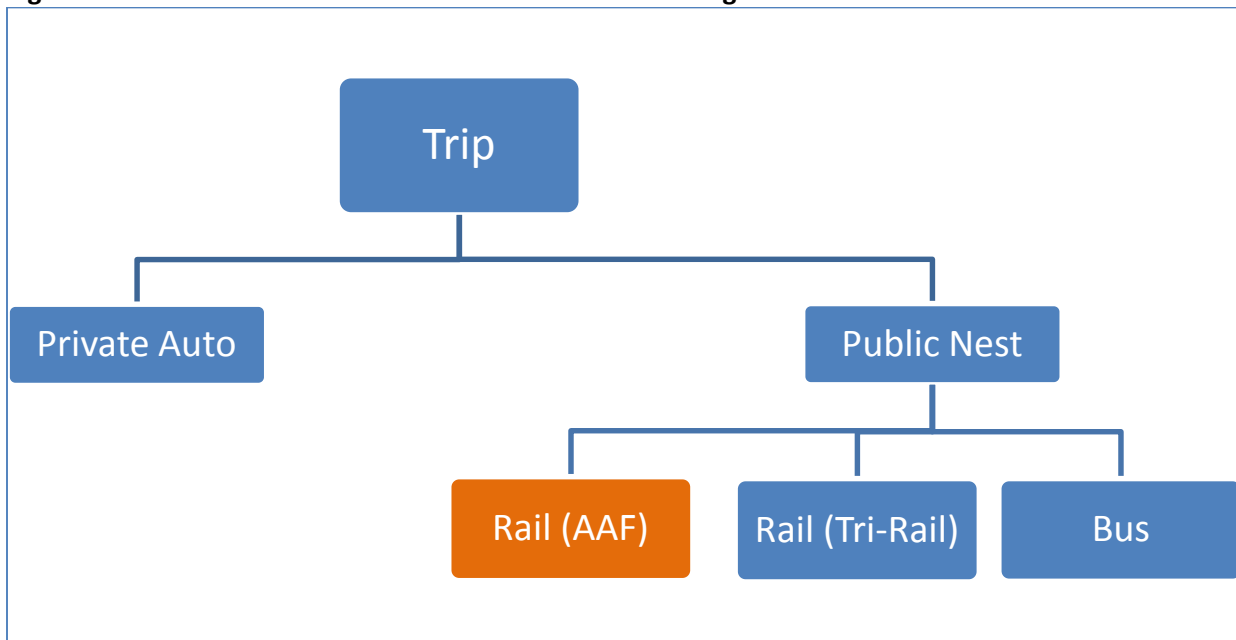 Trip
Private Auto
Public Nest
Rail (AAF)
Rail (Tri-Rail)
Bus